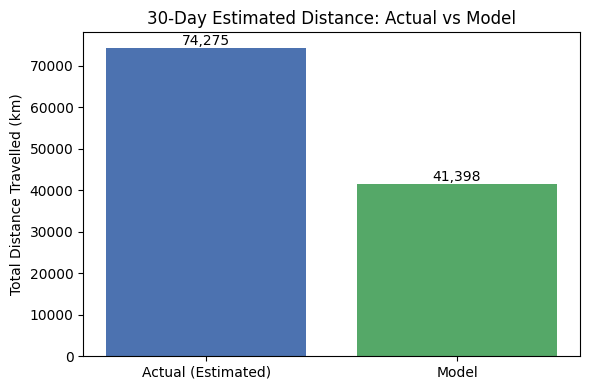 30-Day Estimated Distance: Actual vs Model
Total Distance Travelled (km)
70000
60000
50000
40000
30000
20000
10000
0
74,275
41,398
Actual (Estimated)
Model